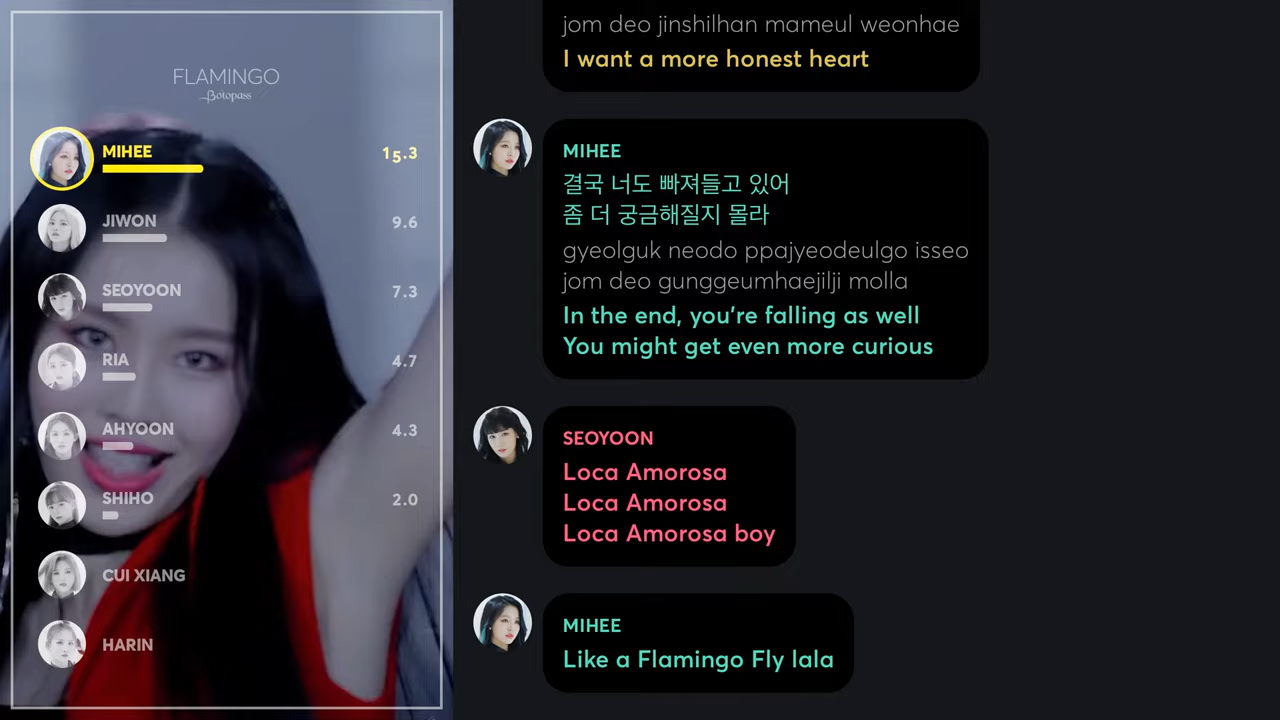 FLAMINGO
Botopass
MIHEE
15.3
JIWON
9.6
SEOYOON
7.3
RIA
4.7
AHYOON
4.3
SHIHO
2.0
CUI XIANG
HARIN
jom deo jinshilhan mameul weonhae
I want a more honest heart
MIHEE
결국 너도 빠져들고 있어
좀 더 궁금해질지 몰라
gyeolguk neodo ppajyeodeulgo isseo
jom deo gunggeumhaejilji molla
In the end, you're falling as well
You might get even more curious
SEOYOON
Loca Amorosa
Loca Amorosa
Loca Amorosa boy
MIHEE
Like a Flamingo Fly lala